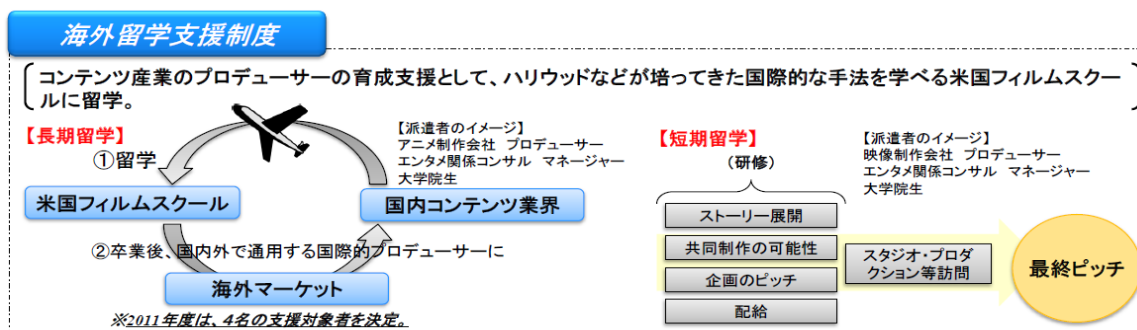 海外留学支援制度
コンテンツ産業のプロデューサーの育成支援として、ハリウッドなどが培ってきた国際的な手法を学べる米国フィルムスクー
ルに留学。
【長期留学】
①留学
【派遣者のイメージ】
アニメ制作会社 プロデューサー
エンタメ関係コンサル マネージャー
大学院生
米国フィルムスクール
国内コンテンツ業界
②卒業後、国内外で通用する国際的プロデューサーに
海外マーケット
※2011年度は、4名の支援対象者を決定。
【短期留学】
(研修)
【派遣者のイメージ】
映像制作会社 プロデューサー
エンタメ関係コンサル マネージャー
大学院生
ストーリー展開
共同制作の可能性
企画のピッチ
配給
スタジオ・プロダ
クション等訪問
最終ピッチ